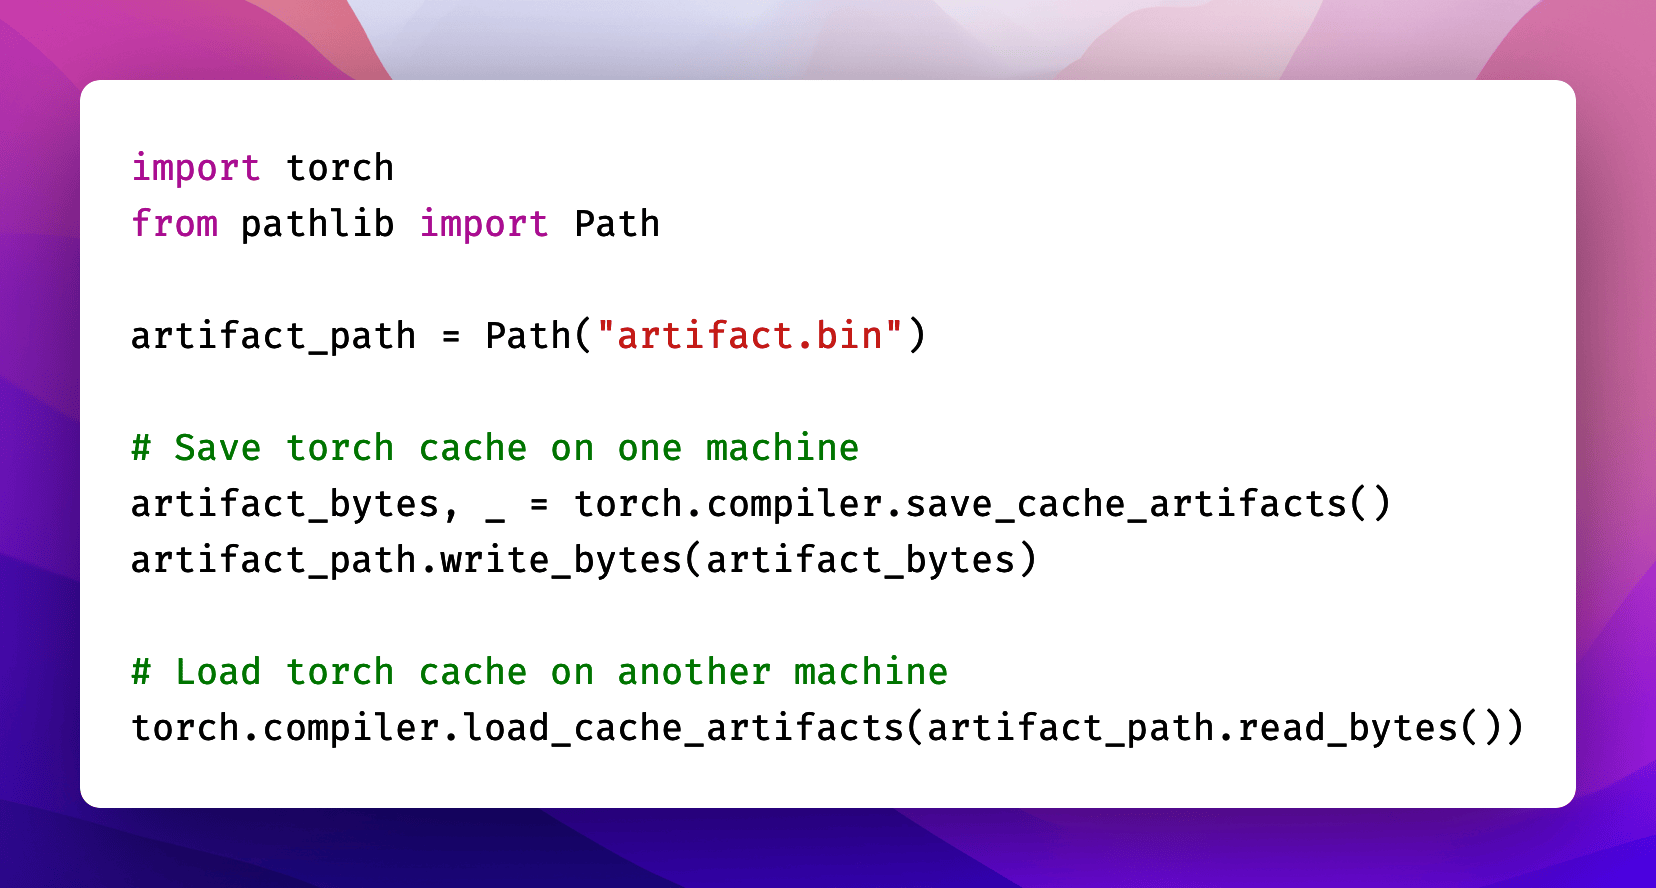 import torch
from pathlib import Path
artifact_path = Path("artifact.bin")
# Save torch cache on one machine
artifact_bytes, _ = torch.compiler.save_cache_artifacts()
artifact_path.write_bytes(artifact_bytes)
# Load torch cache on another machine
torch.compiler.load_cache_artifacts(artifact_path.read_bytes())